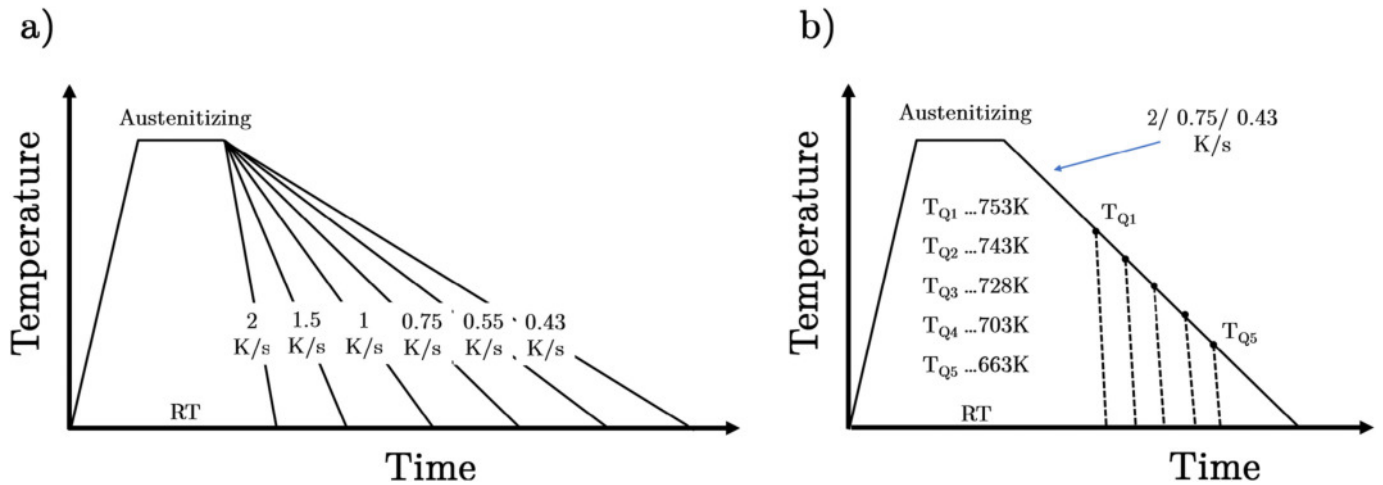 a)
Temperature
Austenitizing
2 K/s
1.5 K/s
1 K/s
0.75 K/s
0.55 K/s
0.43 K/s
RT
Time
b)
Temperature
Austenitizing
2/ 0.75/ 0.43
K/s
TQ1 ...753K
TQ2 ...743K
TQ3 ...728K
TQ4 ...703K
TQ5 ...663K
TQ1
TQ5
RT
Time